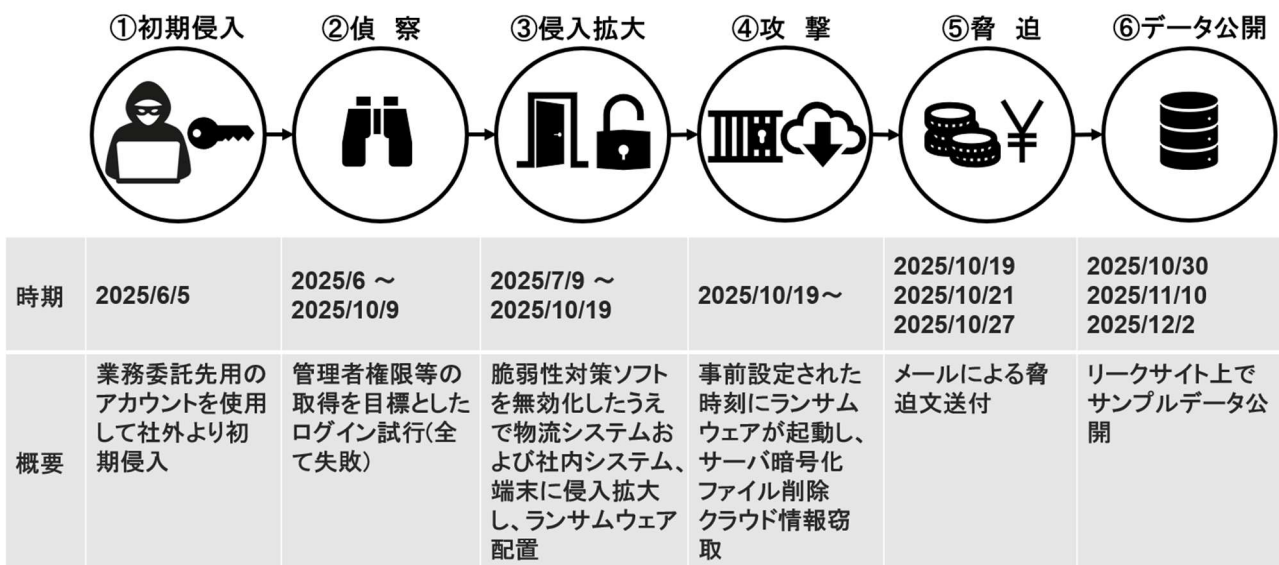 ①初期侵入
②偵 察
③侵入拡大
④攻 撃
⑤脅 迫
⑥データ公開
¥
時期
2025/6/5
2025/6 ～
2025/10/9
2025/7/9 ～
2025/10/19
2025/10/19～
2025/10/19
2025/10/21
2025/10/27
2025/10/30
2025/11/10
2025/12/2
概要
業務委託先用の
アカウントを使用
して社外より初
期侵入
管理者権限等の
取得を目標とした
ログイン試行(全
て失敗)
脆弱性対策ソフト
を無効化したうえ
で物流システムお
よび社内システム、
端末に侵入拡大
し、ランサムウェア
配置
事前設定された
時刻にランサム
ウェアが起動し、
サーバ暗号化
ファイル削除
クラウド情報窃
取
メールによる脅
迫文送付
リークサイト上で
サンプルデータ公
開